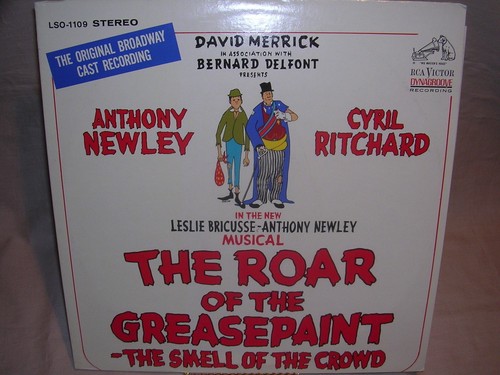 LSO-1109 STEREO
THE ORIGINAL BROADWAY
CAST RECORDING
DAVID MERRICK
IN ASSOCIATION WITH
BERNARD DELFONT
PRESENTS
RCA VICTOR
DYNAGROOVE
RECORDING
ANTHONY
NEWLEY
CYRIL
RITCHARD
IN THE NEW
LESLIE BRICUSSE-ANTHONY NEWLEY
MUSICAL
THE ROAR
OF THE
GREASEPAINT
-THE SMELL OF THE CROWD